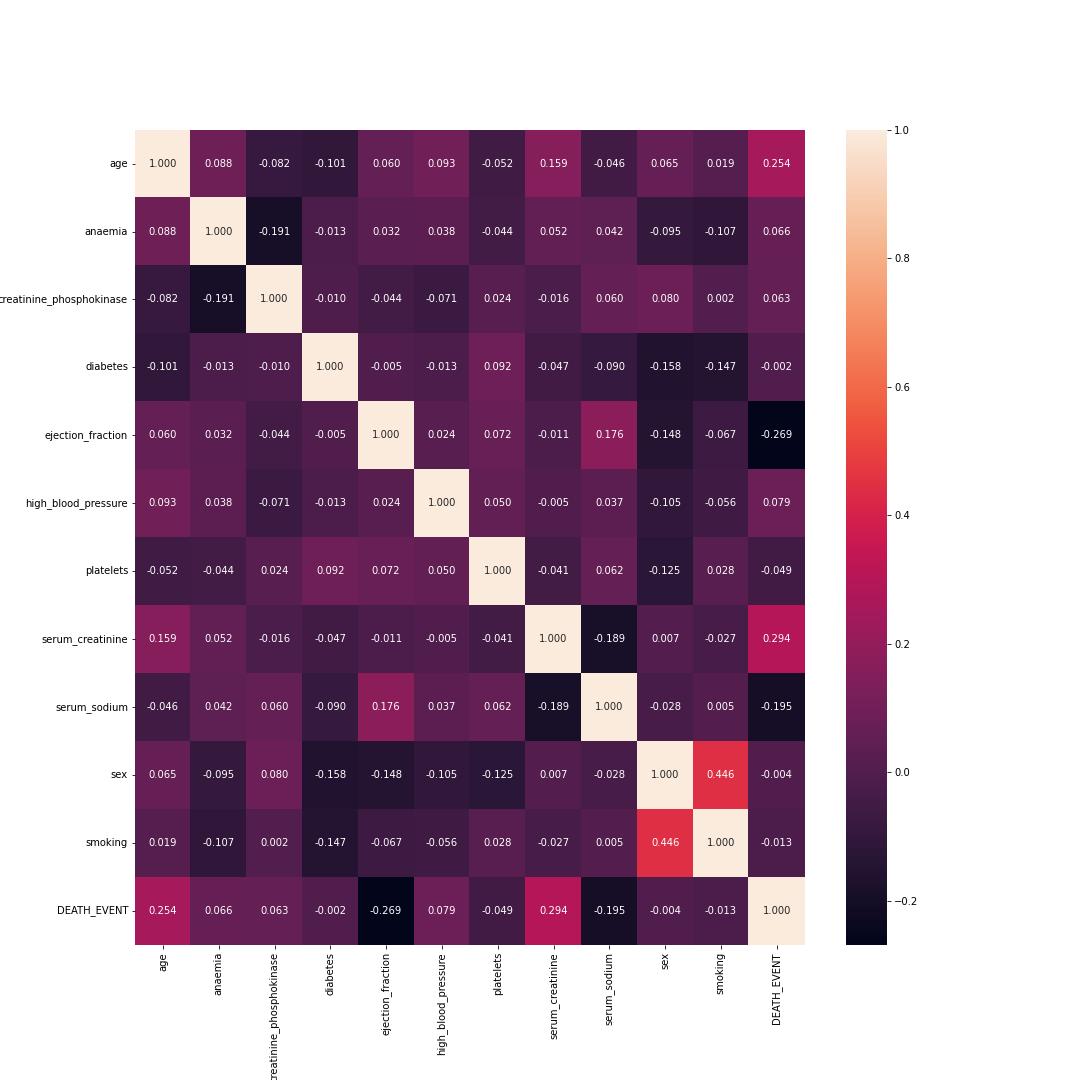 1.0
age 1.000 0.088 -0.082 -0.101 0.060 0.093 -0.052 0.159 -0.046 0.065 0.019 0.254
anaemia 0.088 1.000 -0.191 -0.013 0.032 0.038 -0.044 0.052 0.042 -0.095 -0.107 0.066
0.8
creatinine_phosphokinase -0.082 -0.191 1.000 -0.010 -0.044 -0.071 0.024 -0.016 0.060 0.080 0.002 0.063
diabetes -0.101 -0.013 -0.010 1.000 -0.005 -0.013 0.092 -0.047 -0.090 -0.158 -0.147 -0.002
0.6
ejection_fraction 0.060 0.032 -0.044 -0.005 1.000 0.024 0.072 -0.011 0.176 -0.148 -0.067 -0.269
high_blood_pressure 0.093 0.038 -0.071 -0.013 0.024 1.000 0.050 -0.005 0.037 -0.105 -0.056 0.079
0.4
platelets -0.052 -0.044 0.024 0.092 0.072 0.050 1.000 -0.041 0.062 -0.125 0.028 -0.049
serum_creatinine 0.159 0.052 -0.016 -0.047 -0.011 -0.005 -0.041 1.000 -0.189 0.007 -0.027 0.294
0.2
serum_sodium -0.046 0.042 0.060 -0.090 0.176 0.037 0.062 -0.189 1.000 -0.028 0.005 -0.195
0.0
sex 0.065 -0.095 0.080 -0.158 -0.148 -0.105 -0.125 0.007 -0.028 1.000 0.446 -0.004
smoking 0.019 -0.107 0.002 -0.147 -0.067 -0.056 0.028 -0.027 0.005 0.446 1.000 -0.013
−0.2
DEATH_EVENT 0.254 0.066 0.063 -0.002 -0.269 0.079 -0.049 0.294 -0.195 -0.004 -0.013 1.000
age
anaemia
creatinine_phosphokinase
diabetes
ejection_fraction
high_blood_pressure
platelets
serum_creatinine
serum_sodium
sex
smoking
DEATH_EVENT